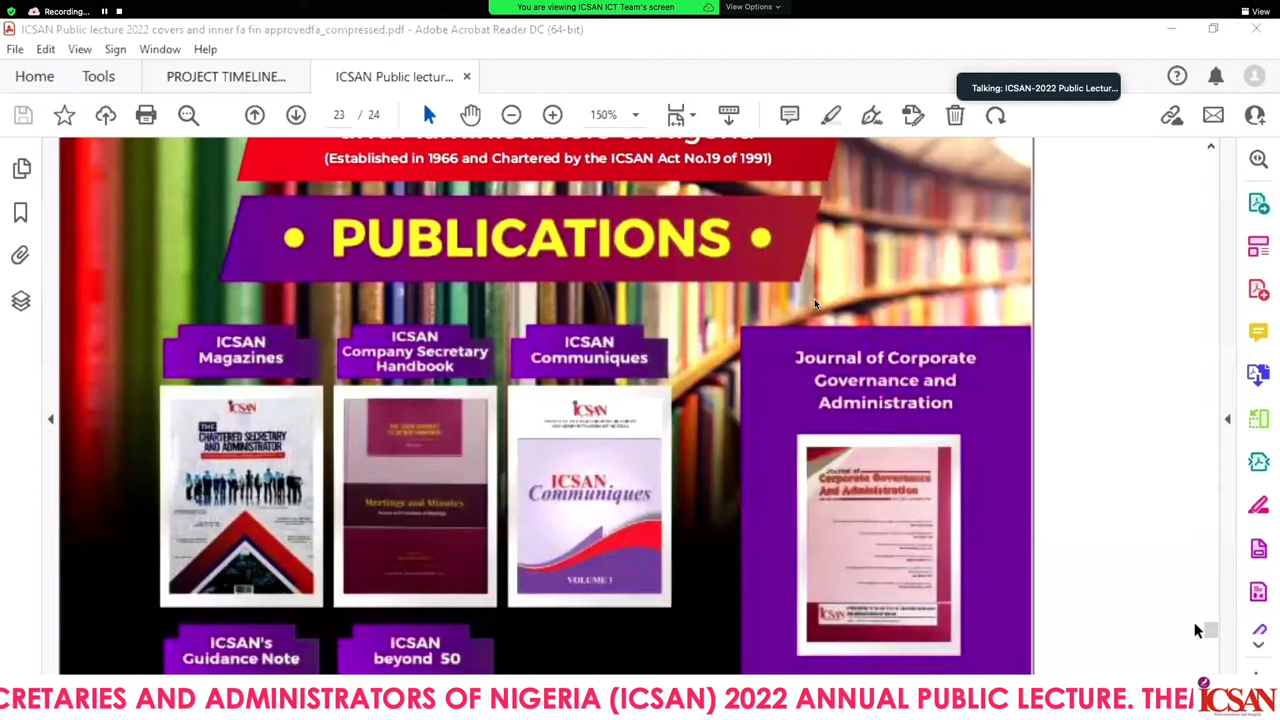 Recording...
You are viewing ICSAN ICT Team's screen
View Options
View
ICSAN Public lecture 2022 covers and inner fa fin approvedfa_compressed.pdf - Adobe Acrobat Reader DC (64-bit)
File Edit View Sign Window Help
Home Tools PROJECT TIMELINE... ICSAN Public lectur... ×
Talking: ICSAN-2022 Public Lectur...
23 / 24 150%
(Established in 1966 and Chartered by the ICSAN Act No.19 of 1991)
• PUBLICATIONS •
ICSAN
Magazines
ICSAN
Company Secretary
Handbook
ICSAN
Communiques
Journal of Corporate
Governance and
Administration
ICSAN
THE
CHARTERED SECRETARY
AND ADMINISTRATOR
Meetings and Minutes
ICSAN
ICSAN
Communiques
VOLUME 1
Journal of
Corporate Governance
And Administration
ICSAN
ICSAN's
Guidance Note
ICSAN
beyond 50
CRETARIES AND ADMINISTRATORS OF NIGERIA (ICSAN) 2022 ANNUAL PUBLIC LECTURE. THE
ICSAN